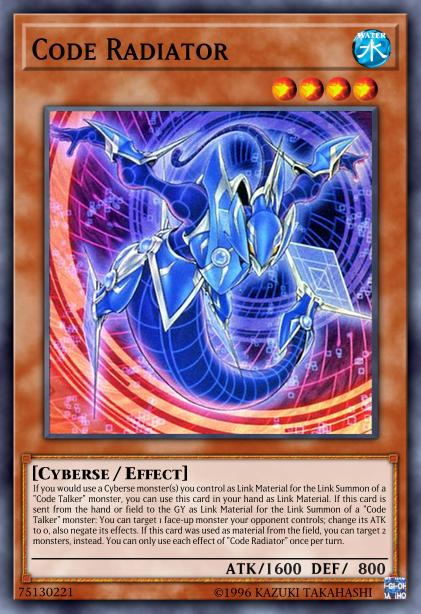 CODE RADIATOR
WATER
水
[CYBERSE / EFFECT]
If you would use a Cyberse monster(s) you control as Link Material for the Link Summon of a
"Code Talker" monster, you can use this card in your hand as Link Material. If this card is
sent from the hand or field to the GY as Link Material for the Link Summon of a "Code
Talker" monster: You can target 1 face-up monster your opponent controls; change its ATK
to 0, also negate its effects. If this card was used as material from the field, you can target 2
monsters, instead. You can only use each effect of "Code Radiator" once per turn.
ATK/1600 DEF/ 800
75130221 ©1996 KAZUKI TAKAHASHI